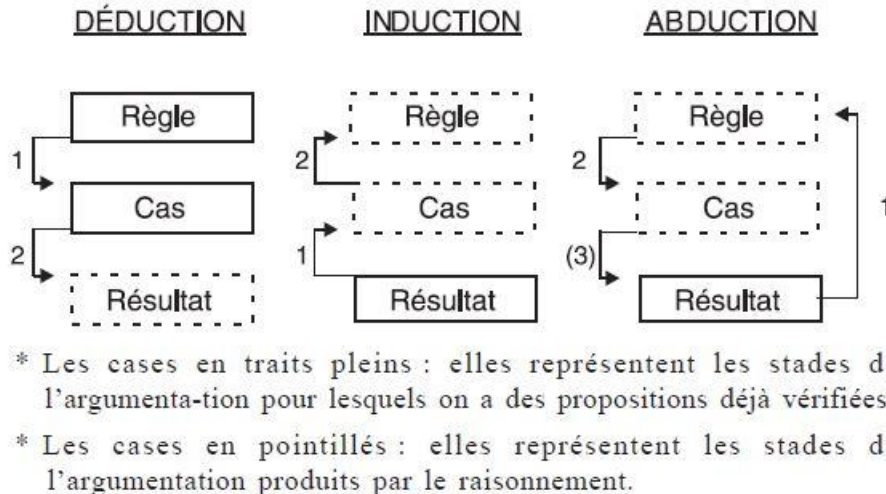 DÉDUCTION INDUCTION ABDUCTION
Règle Règle Règle
1 2 2
Cas Cas Cas 1
2 1 (3)
Résultat Résultat Résultat
* Les cases en traits pleins : elles représentent les stades d
l'argumenta-tion pour lesquels on a des propositions déjà vérifiées
* Les cases en pointillés : elles représentent les stades d
l'argumentation produits par le raisonnement.